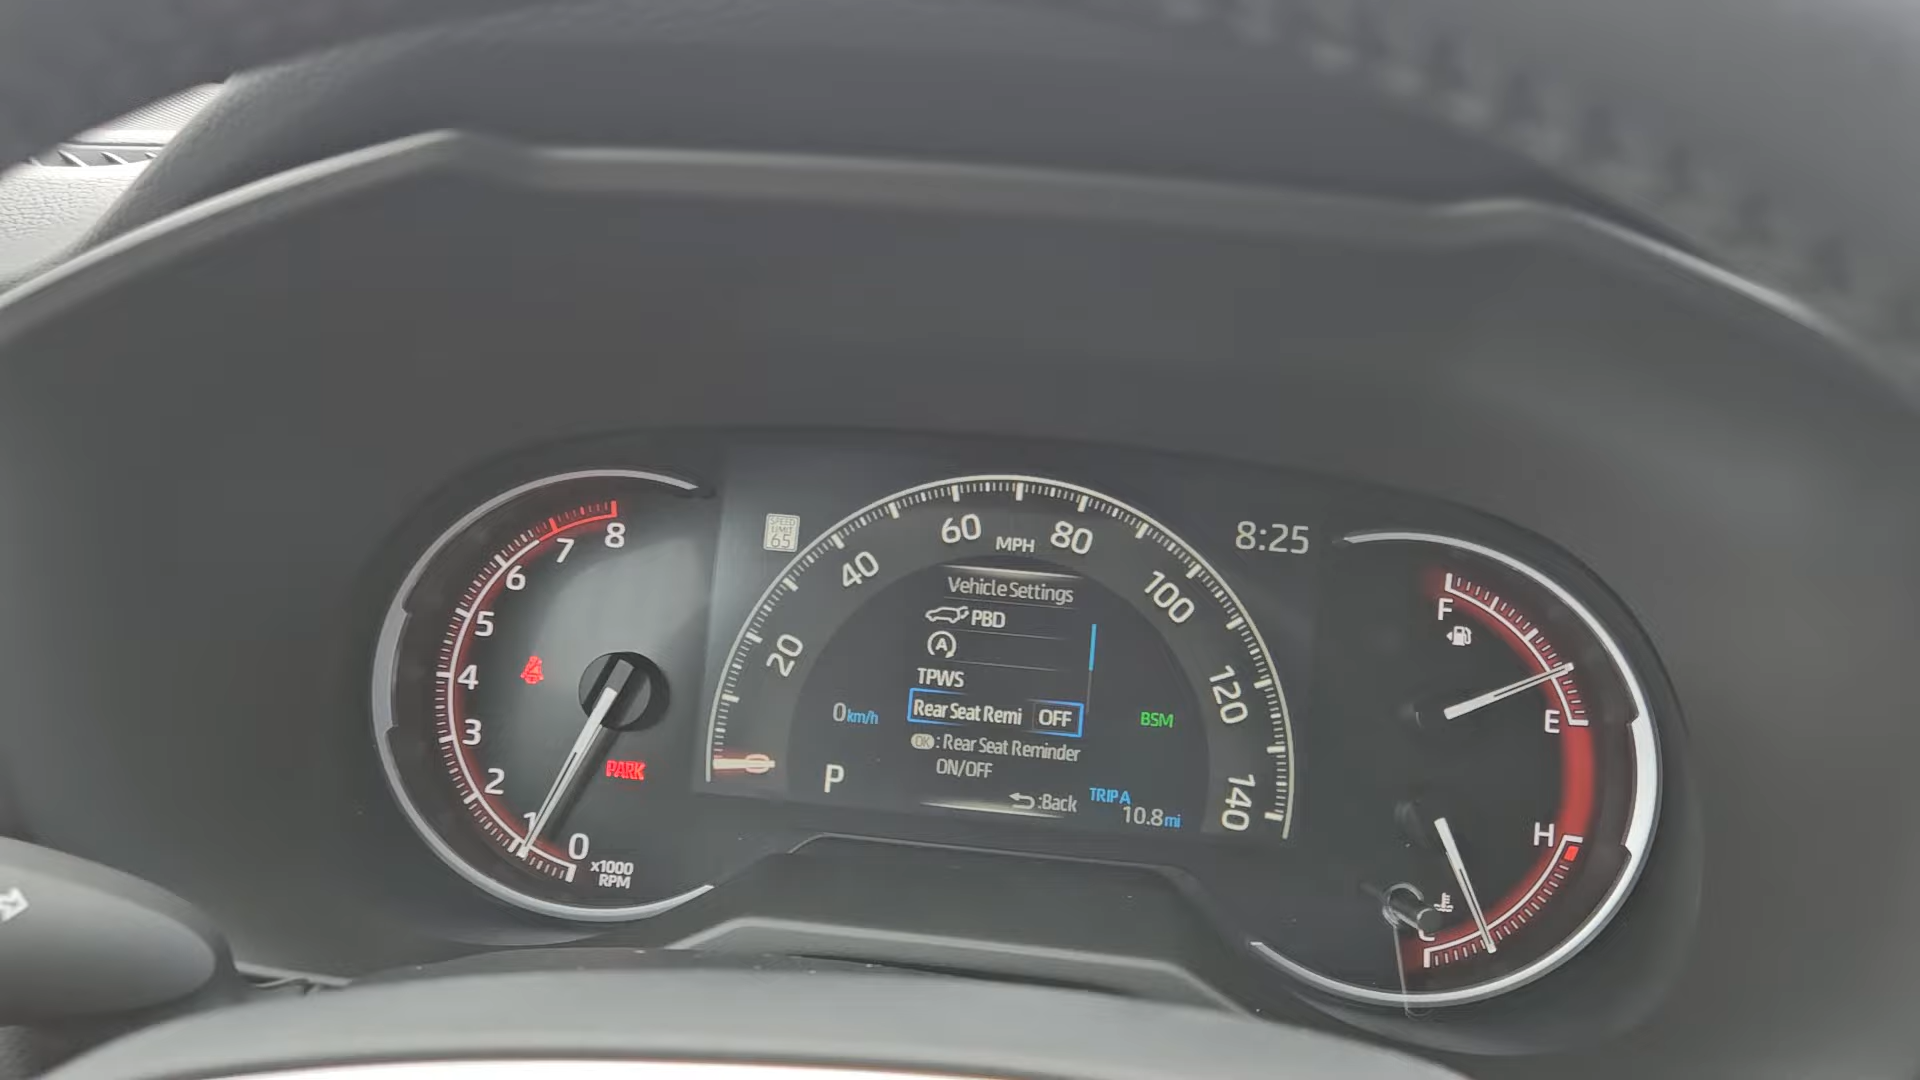 8
7
6
5
4
3
2
1
0
x1000
RPM
PARK
SPEED
LIMIT
65
20
40
60
MPH
80
100
120
140
8:25
Vehicle Settings
PBD
A
TPWS
Rear Seat Remi OFF
OK : Rear Seat Reminder
ON/OFF
:Back
0 km/h
P
BSM
TRIP A
10.8 mi
F
E
H
C